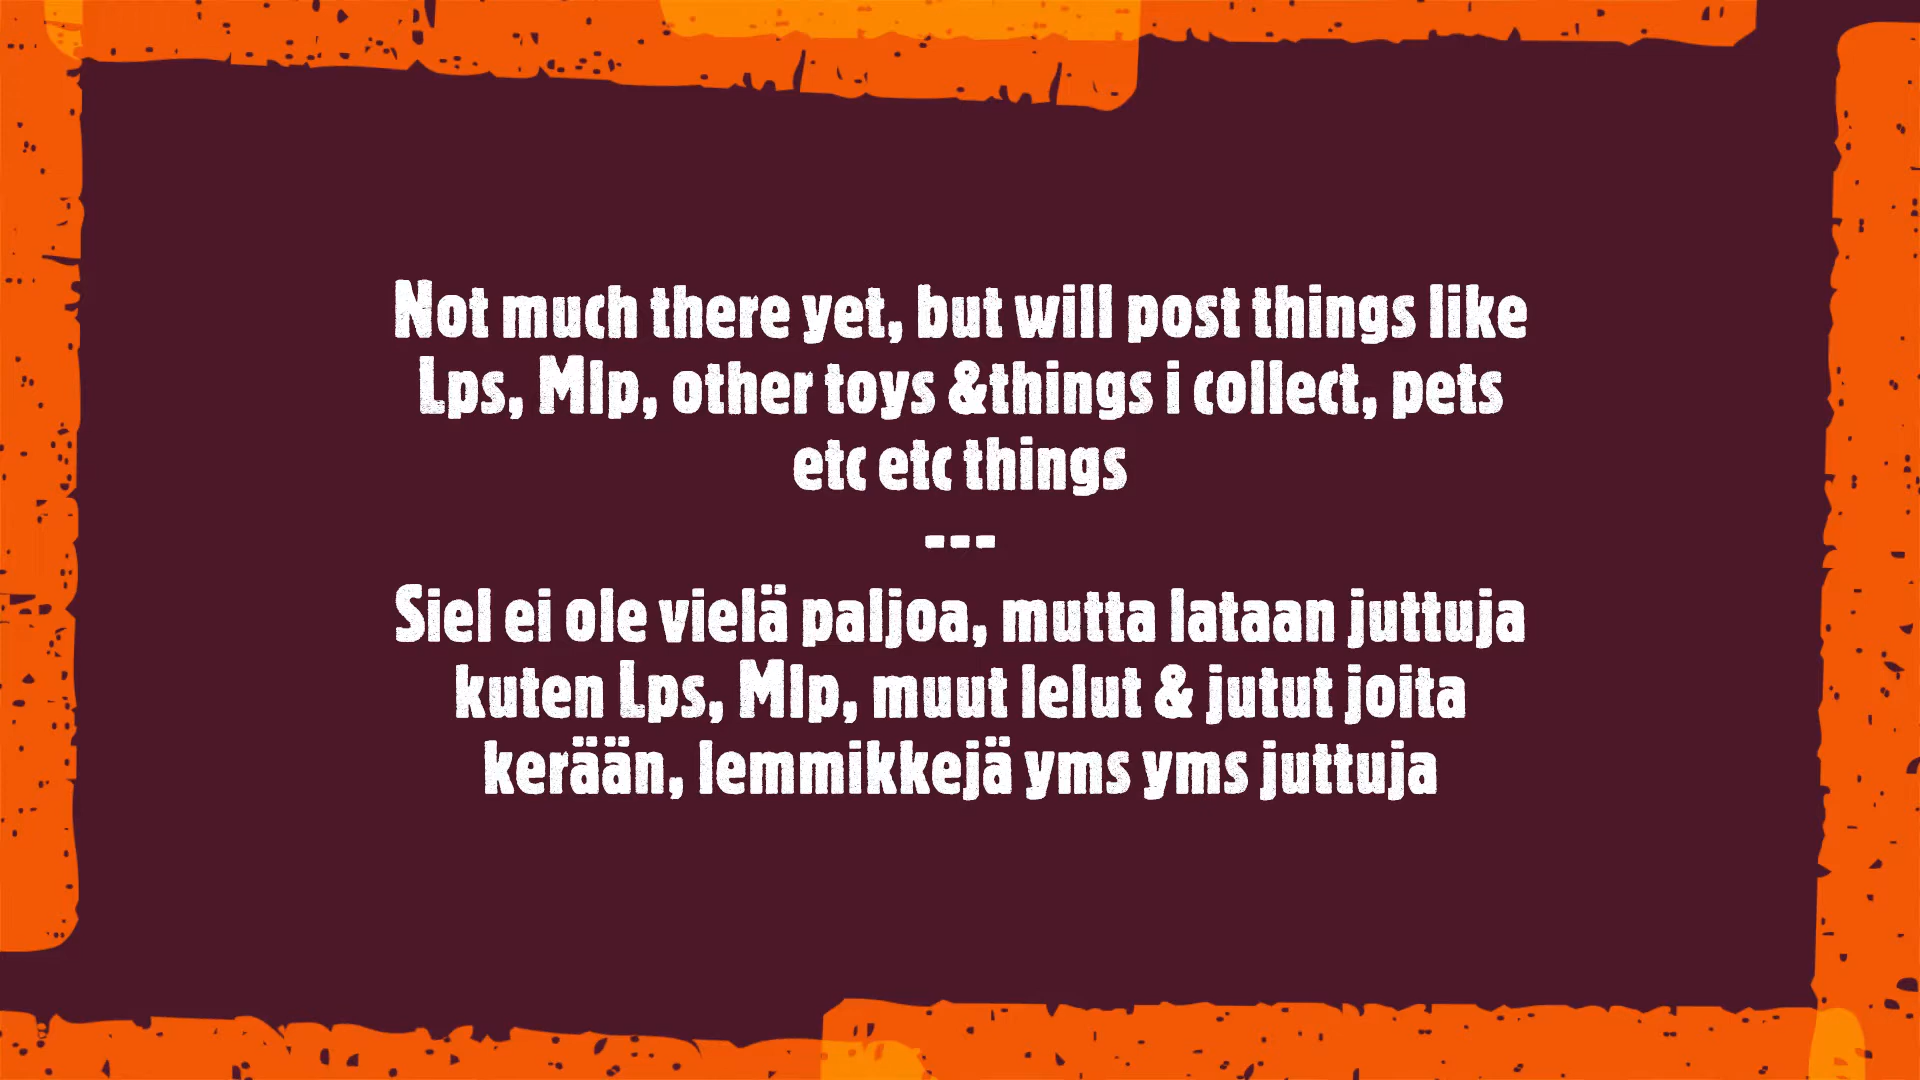 Not much there yet, but will post things like
Lps, Mlp, other toys &things i collect, pets
etc etc things
---
Siel ei ole vielä paljoa, mutta lataan juttuja
kuten Lps, Mlp, muut lelut & jutut joita
kerään, lemmikkejä yms yms juttuja